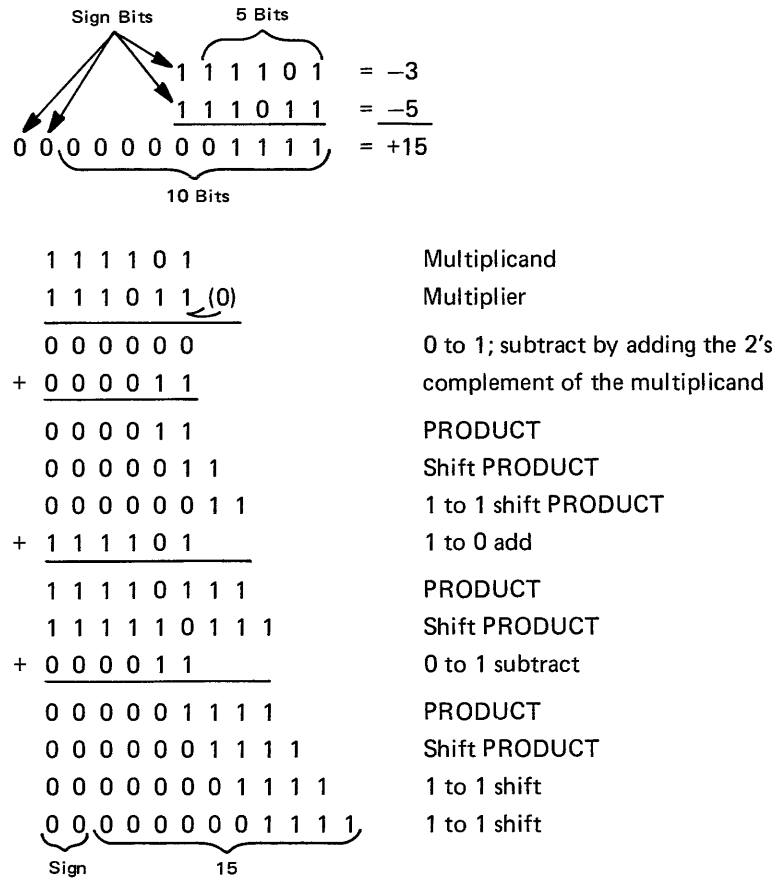 Sign Bits 5 Bits
1 1 1 1 0 1 = −3
1 1 1 0 1 1 = −5
0 0 0 0 0 0 0 0 1 1 1 1 = +15
10 Bits
1 1 1 1 0 1 Multiplicand
1 1 1 0 1 1 (0) Multiplier
0 0 0 0 0 0 0 to 1; subtract by adding the 2's
+ 0 0 0 0 1 1 complement of the multiplicand
0 0 0 0 1 1 PRODUCT
0 0 0 0 0 1 1 Shift PRODUCT
0 0 0 0 0 0 1 1 1 to 1 shift PRODUCT
+ 1 1 1 1 0 1 1 to 0 add
1 1 1 1 0 1 1 1 PRODUCT
1 1 1 1 1 0 1 1 1 Shift PRODUCT
+ 0 0 0 0 1 1 0 to 1 subtract
0 0 0 0 0 1 1 1 1 PRODUCT
0 0 0 0 0 0 1 1 1 1 Shift PRODUCT
0 0 0 0 0 0 0 1 1 1 1 1 to 1 shift
0 0 0 0 0 0 0 0 1 1 1 1 1 to 1 shift
Sign 15